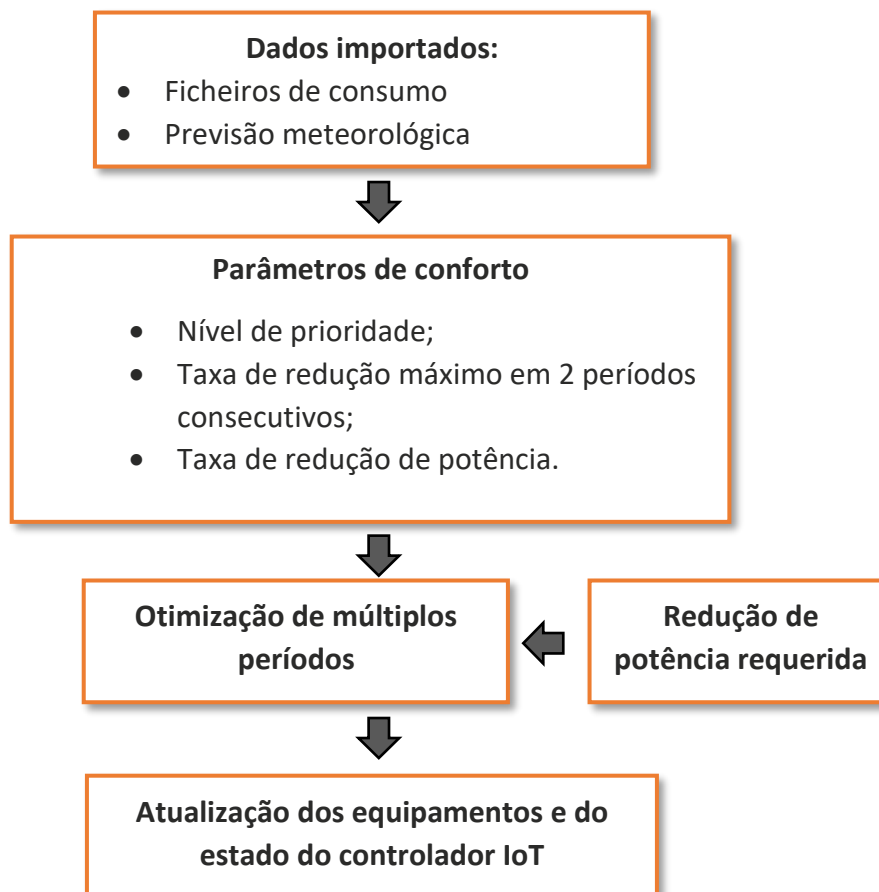 Dados importados:
• Ficheiros de consumo
• Previsão meteorológica
Parâmetros de conforto
• Nível de prioridade;
• Taxa de redução máximo em 2 períodos
consecutivos;
• Taxa de redução de potência.
Otimização de múltiplos
períodos
Redução de
potência requerida
Atualização dos equipamentos e do
estado do controlador IoT